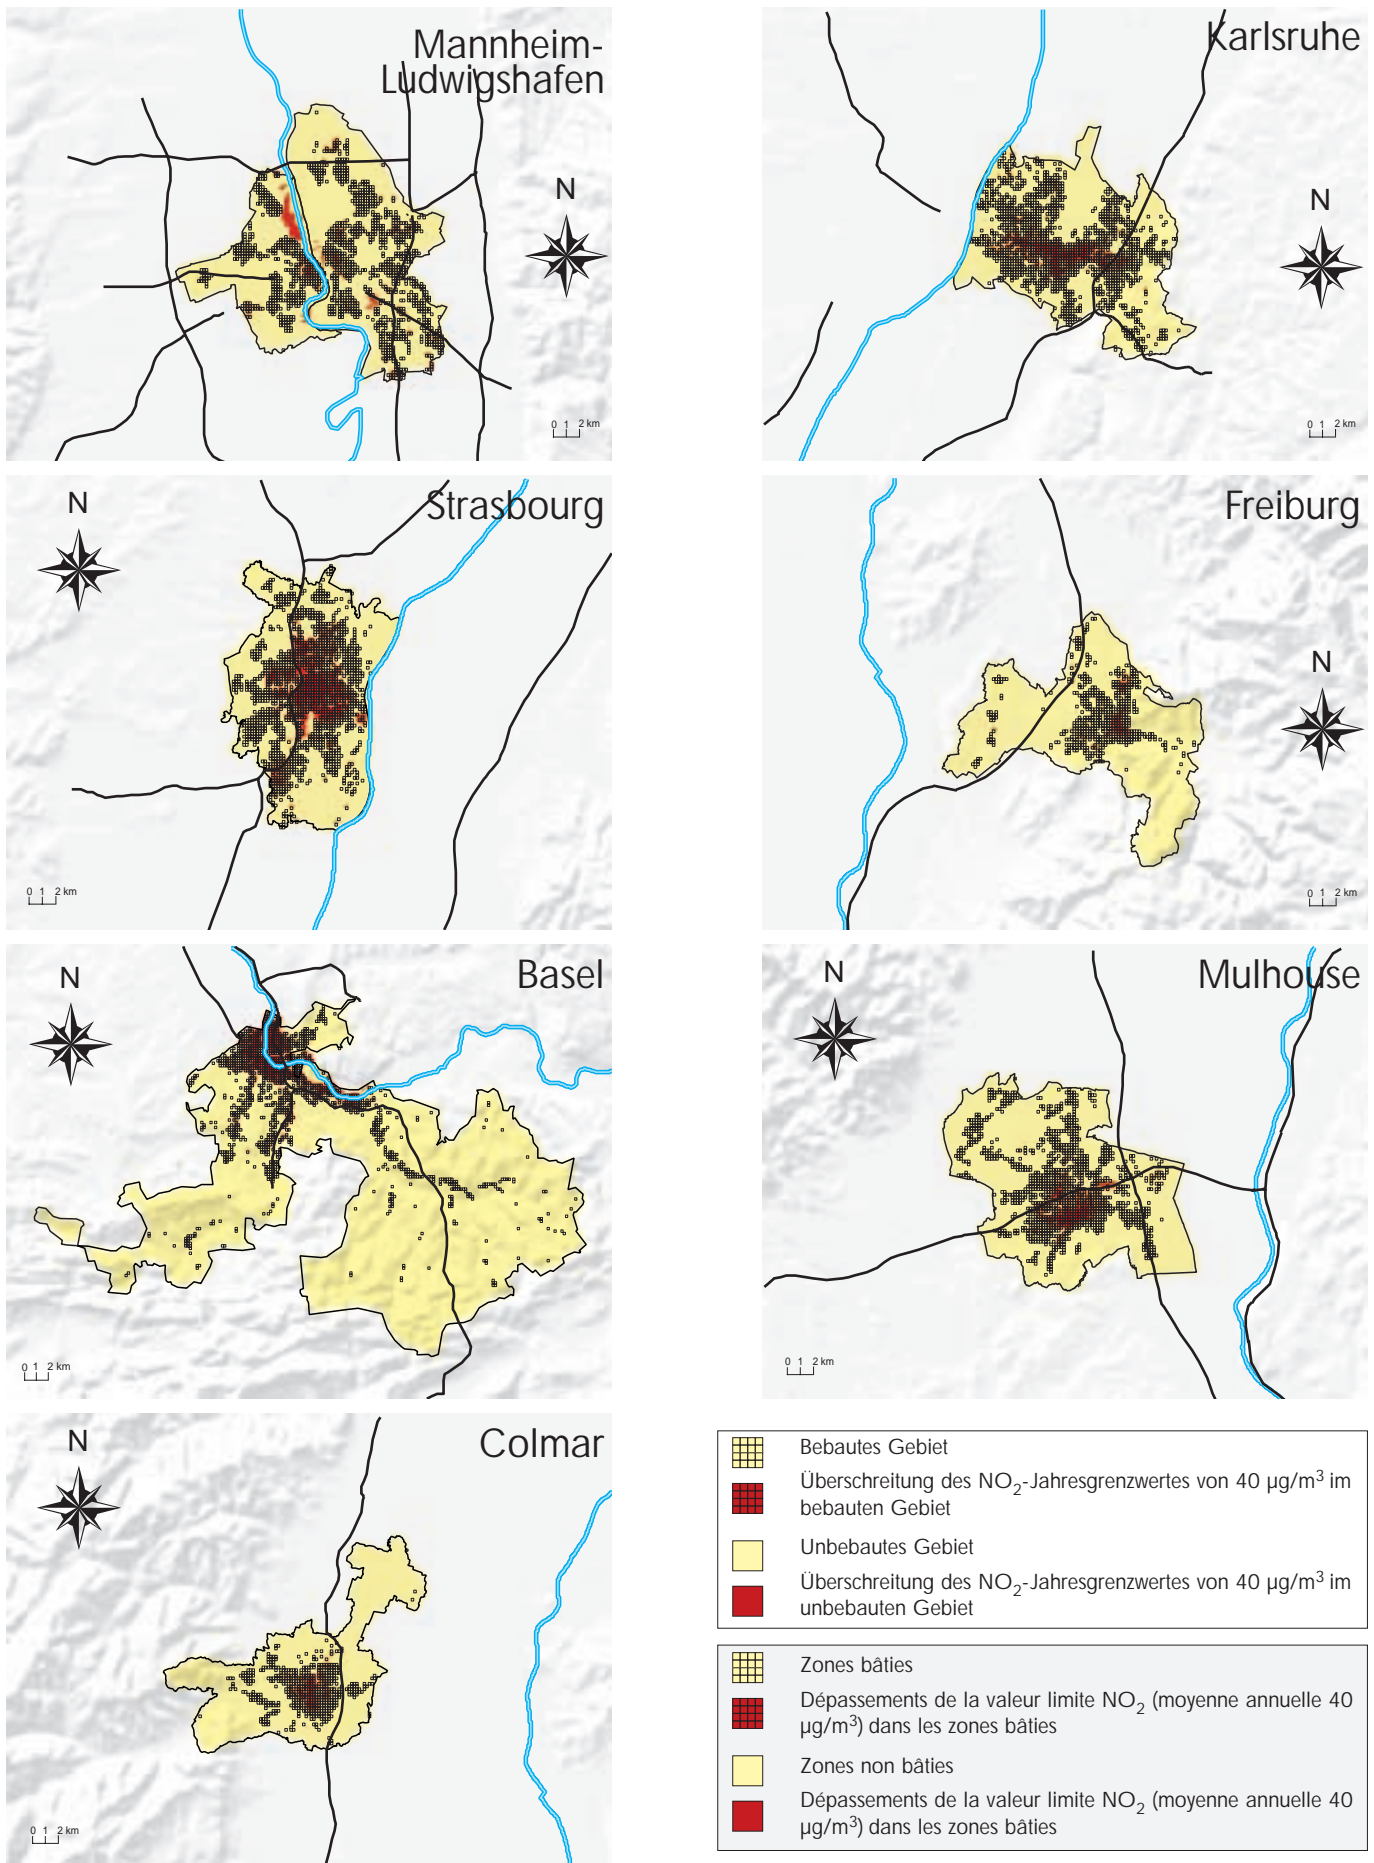 Mannheim-
Ludwigshafen
N
0 1 2 km
Karlsruhe
N
0 1 2 km
Strasbourg
N
0 1 2 km
Freiburg
N
0 1 2 km
Basel
N
0 1 2 km
Mulhouse
N
0 1 2 km
Colmar
N
0 1 2 km
Bebautes Gebiet
Überschreitung des NO₂-Jahresgrenzwertes von 40 µg/m³ im
bebauten Gebiet
Unbebautes Gebiet
Überschreitung des NO₂-Jahresgrenzwertes von 40 µg/m³ im
unbebauten Gebiet
Zones bâties
Dépassements de la valeur limite NO₂ (moyenne annuelle 40
µg/m³) dans les zones bâties
Zones non bâties
Dépassements de la valeur limite NO₂ (moyenne annuelle 40
µg/m³) dans les zones bâties